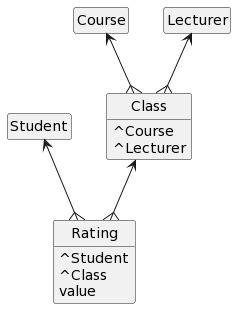 Course
Lecturer
Class
^Course
^Lecturer
Student
Rating
^Student
^Class
value